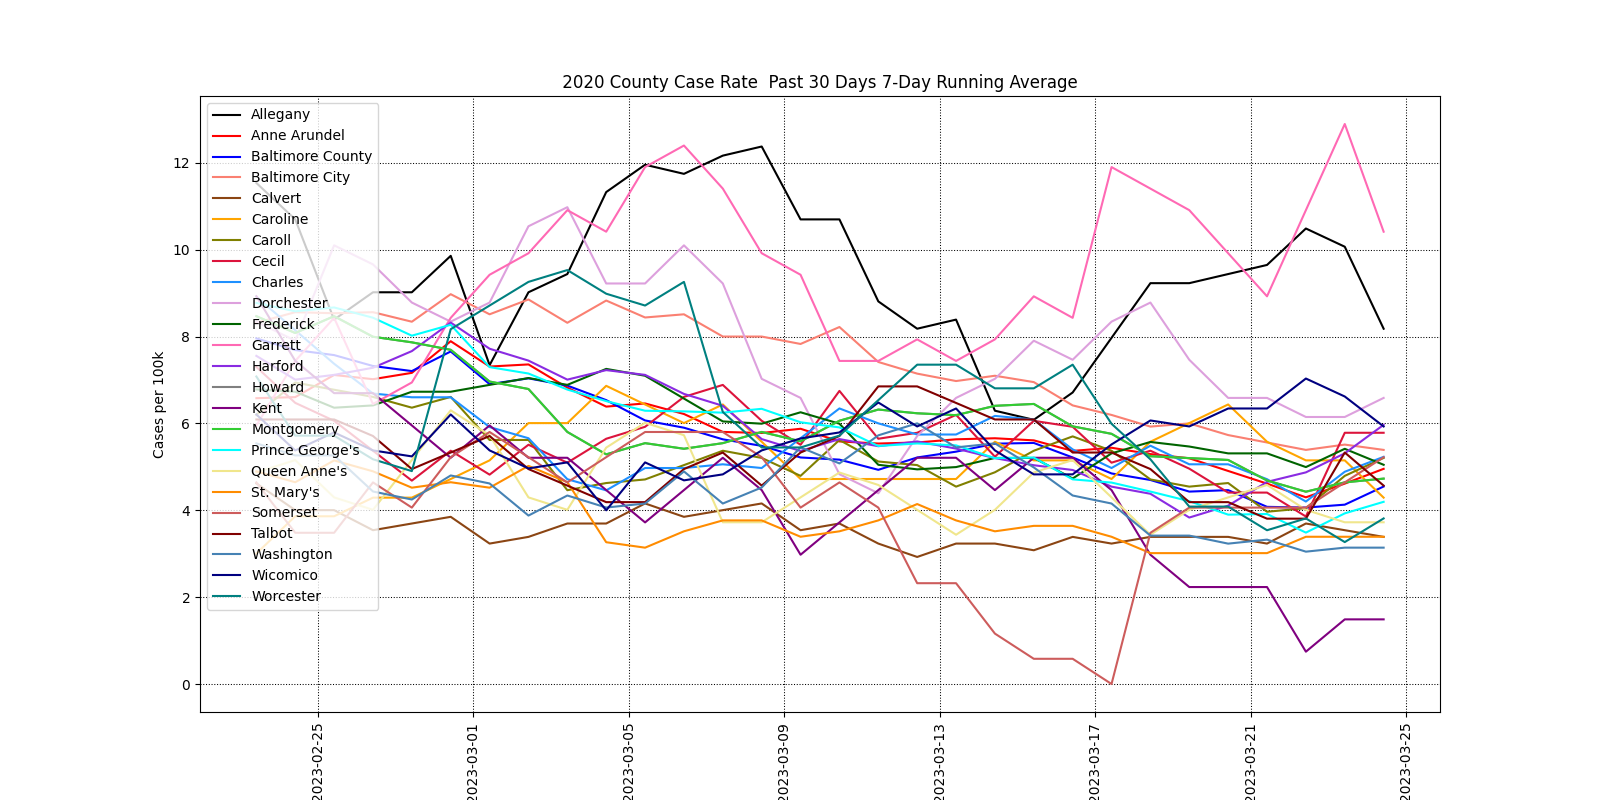 2020 County Case Rate  Past 30 Days 7-Day Running Average
Cases per 100k
12
10
8
6
4
2
0
Allegany
Anne Arundel
Baltimore County
Baltimore City
Calvert
Caroline
Caroll
Cecil
Charles
Dorchester
Frederick
Garrett
Harford
Howard
Kent
Montgomery
Prince George's
Queen Anne's
St. Mary's
Somerset
Talbot
Washington
Wicomico
Worcester
2023-02-25
2023-03-01
2023-03-05
2023-03-09
2023-03-13
2023-03-17
2023-03-21
2023-03-25